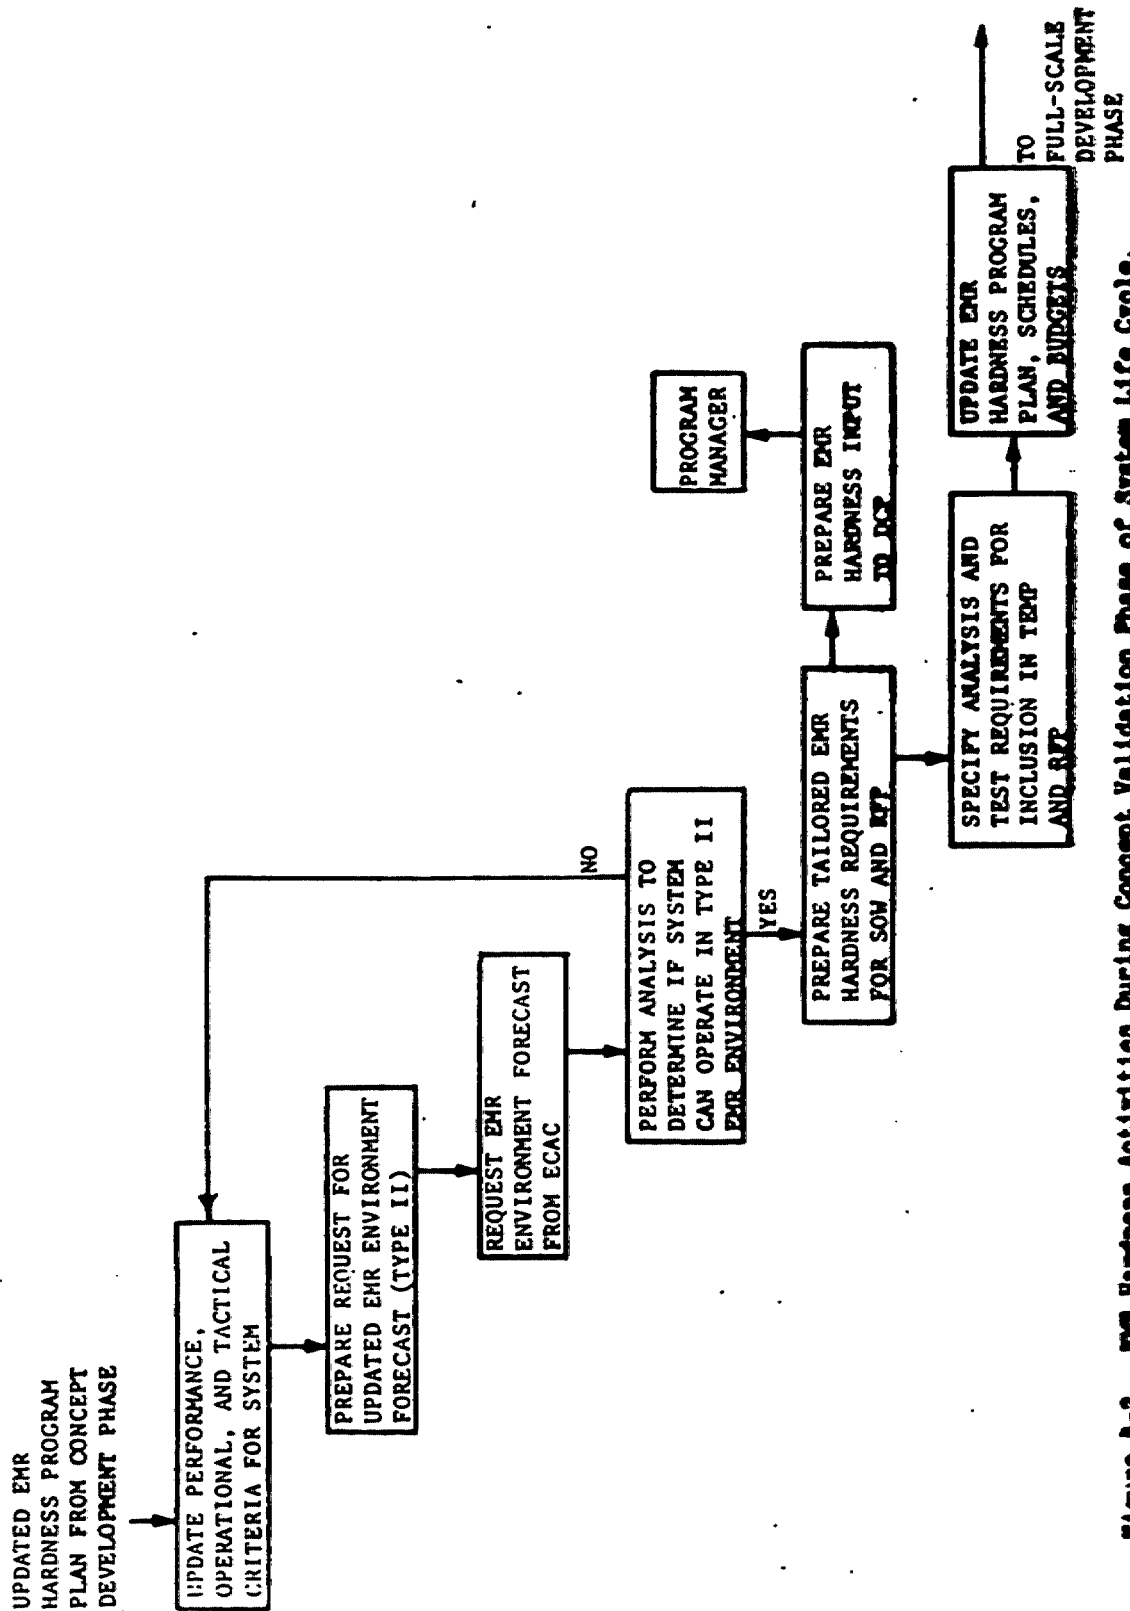 UPDATED EMR
HARDNESS PROGRAM
PLAN FROM CONCEPT
DEVELOPMENT PHASE
UPDATE PERFORMANCE,
OPERATIONAL, AND TACTICAL
CRITERIA FOR SYSTEM
PREPARE REQUEST FOR
UPDATED EMR ENVIRONMENT
FORECAST (TYPE II)
REQUEST EMR
ENVIRONMENT FORECAST
FROM ECAC
PERFORM ANALYSIS TO
DETERMINE IF SYSTEM
CAN OPERATE IN TYPE II
EMR ENVIRONMENT
NO
YES
PREPARE TAILORED EMR
HARDNESS REQUIREMENTS
FOR SOW AND RFP
PREPARE EMR
HARDNESS INPUT
TO DCP
PROGRAM
MANAGER
SPECIFY ANALYSIS AND
TEST REQUIREMENTS FOR
INCLUSION IN TEMP
AND RFP
UPDATE EMR
HARDNESS PROGRAM
PLAN, SCHEDULES,
AND BUDGETS
TO
FULL-SCALE
DEVELOPMENT
PHASE
Hardness Activities During Concept Validation Phase of System Life Cycle.